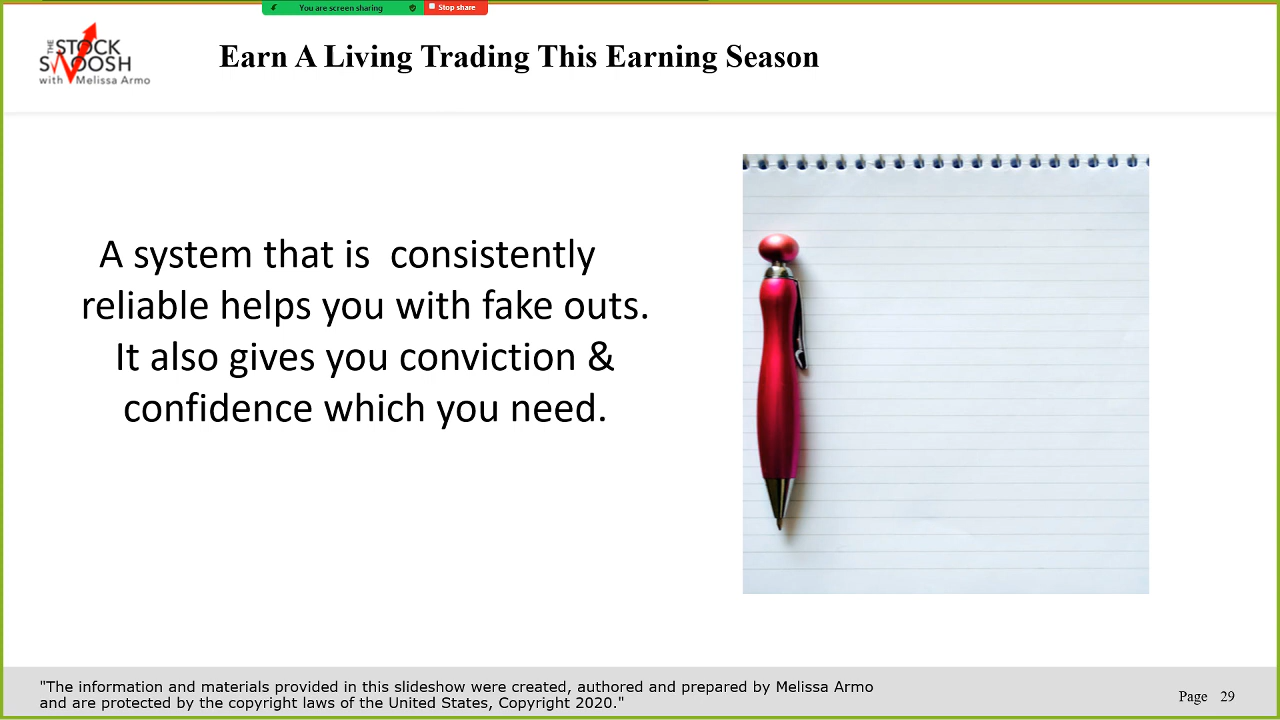 You are screen sharing
Stop share
THE STOCK
SWOOSH
with Melissa Armo
Earn A Living Trading This Earning Season
A system that is  consistently
reliable helps you with fake outs.
It also gives you conviction &
confidence which you need.
"The information and materials provided in this slideshow were created, authored and prepared by Melissa Armo
and are protected by the copyright laws of the United States, Copyright 2020."
Page 29